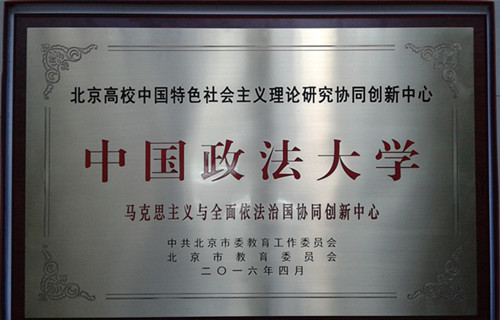 北京高校中国特色社会主义理论研究协同创新中心
中国政法大学
马克思主义与全面依法治国协同创新中心
中共北京市委教育工作委员会
北京市教育委员会
二〇一六年四月